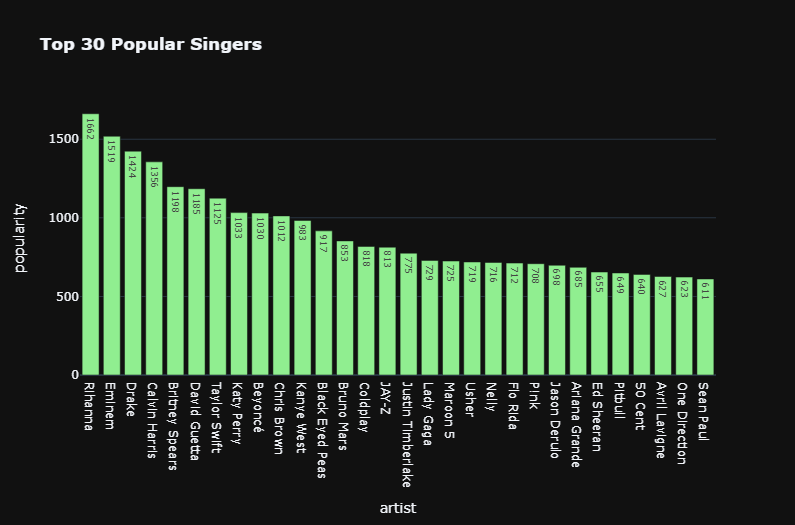 Top 30 Popular Singers
popularity
1500
1000
500
0
1662
1519
1424
1356
1198
1185
1125
1033
1030
1012
983
917
853
818
813
775
729
725
719
716
712
708
698
685
655
649
640
627
623
611
Rihanna
Eminem
Drake
Calvin Harris
Britney Spears
David Guetta
Taylor Swift
Katy Perry
Beyoncé
Chris Brown
Kanye West
Black Eyed Peas
Bruno Mars
Coldplay
JAY-Z
Justin Timberlake
Lady Gaga
Maroon 5
Usher
Nelly
Flo Rida
P!nk
Jason Derulo
Ariana Grande
Ed Sheeran
Pitbull
50 Cent
Avril Lavigne
One Direction
Sean Paul
artist